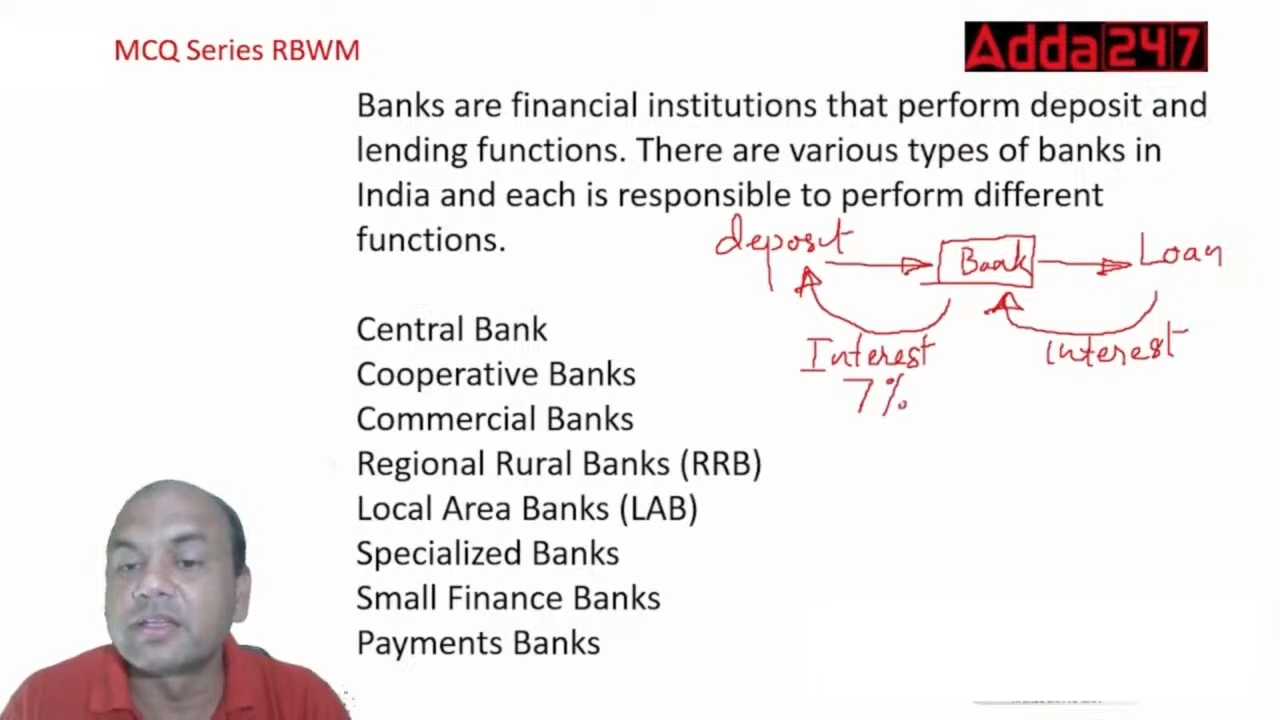 MCQ Series RBWM
Adda 247
Banks are financial institutions that perform deposit and
lending functions. There are various types of banks in
India and each is responsible to perform different
functions.
deposit
Bank
Loan
Interest
Interest
7%
Central Bank
Cooperative Banks
Commercial Banks
Regional Rural Banks (RRB)
Local Area Banks (LAB)
Specialized Banks
Small Finance Banks
Payments Banks